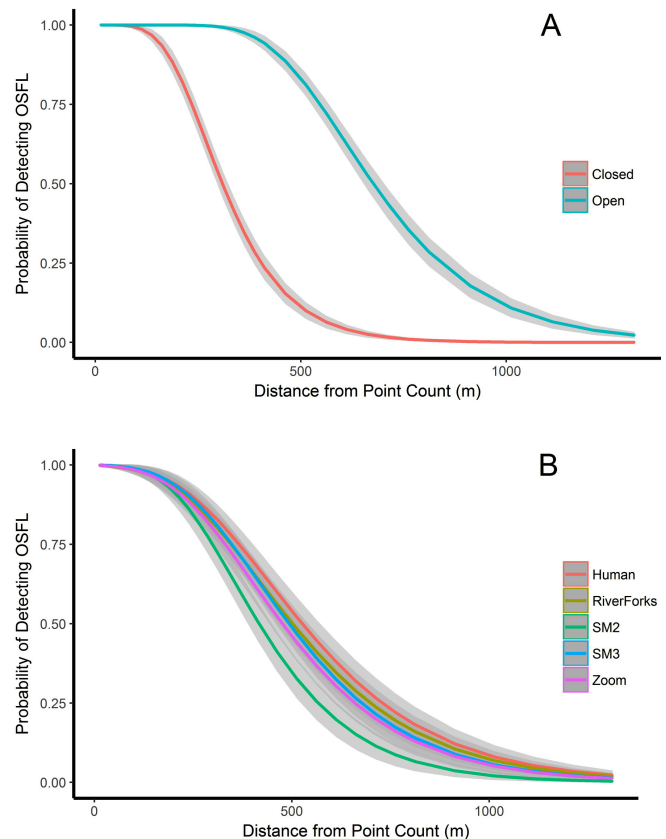 A
Probability of Detecting OSFL
1.00
0.75
0.50
0.25
0.00
0
500
1000
Distance from Point Count (m)
Closed
Open
B
Probability of Detecting OSFL
1.00
0.75
0.50
0.25
0.00
0
500
1000
Distance from Point Count (m)
Human
RiverForks
SM2
SM3
Zoom